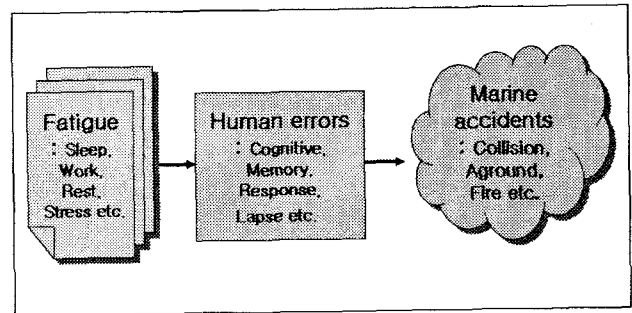 Fatigue
: Sleep,
Work,
Rest,
Stress etc.
Human errors
: Cognitive,
Memory,
Response,
Lapse etc.
Marine
accidents
: Collision,
Aground,
Fire etc.